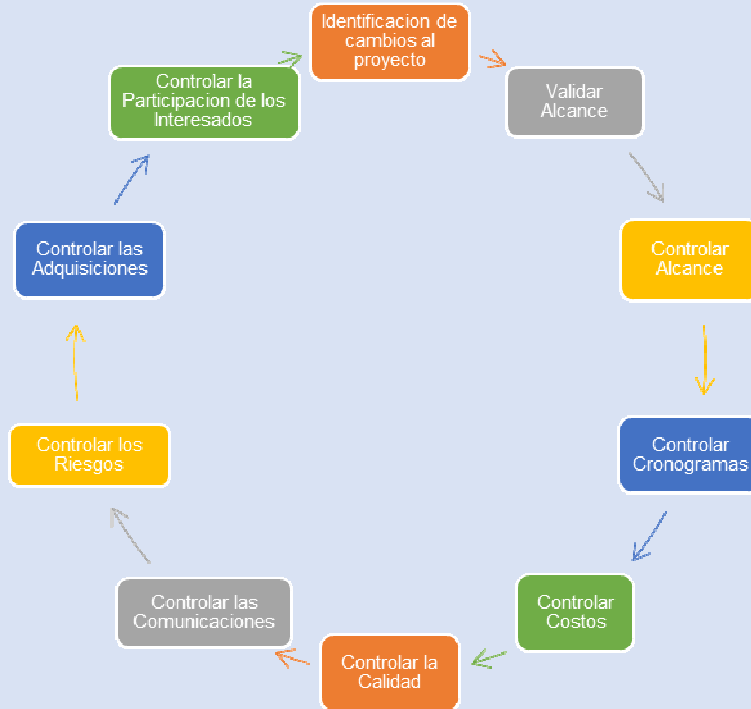 Identificacion de
cambios al
proyecto
Validar
Alcance
Controlar
Alcance
Controlar
Cronogramas
Controlar
Costos
Controlar la
Calidad
Controlar las
Comunicaciones
Controlar los
Riesgos
Controlar las
Adquisiciones
Controlar la
Participacion de los
Interesados